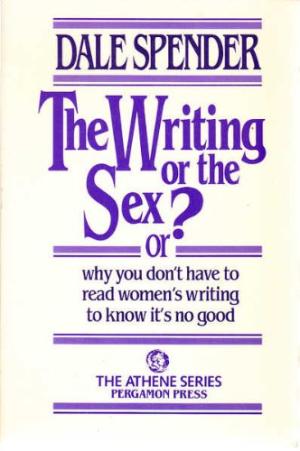 DALE SPENDER
The Writing
or the
Sex?
or
why you don't have to
read women's writing
to know it's no good
THE ATHENE SERIES
PERGAMON PRESS